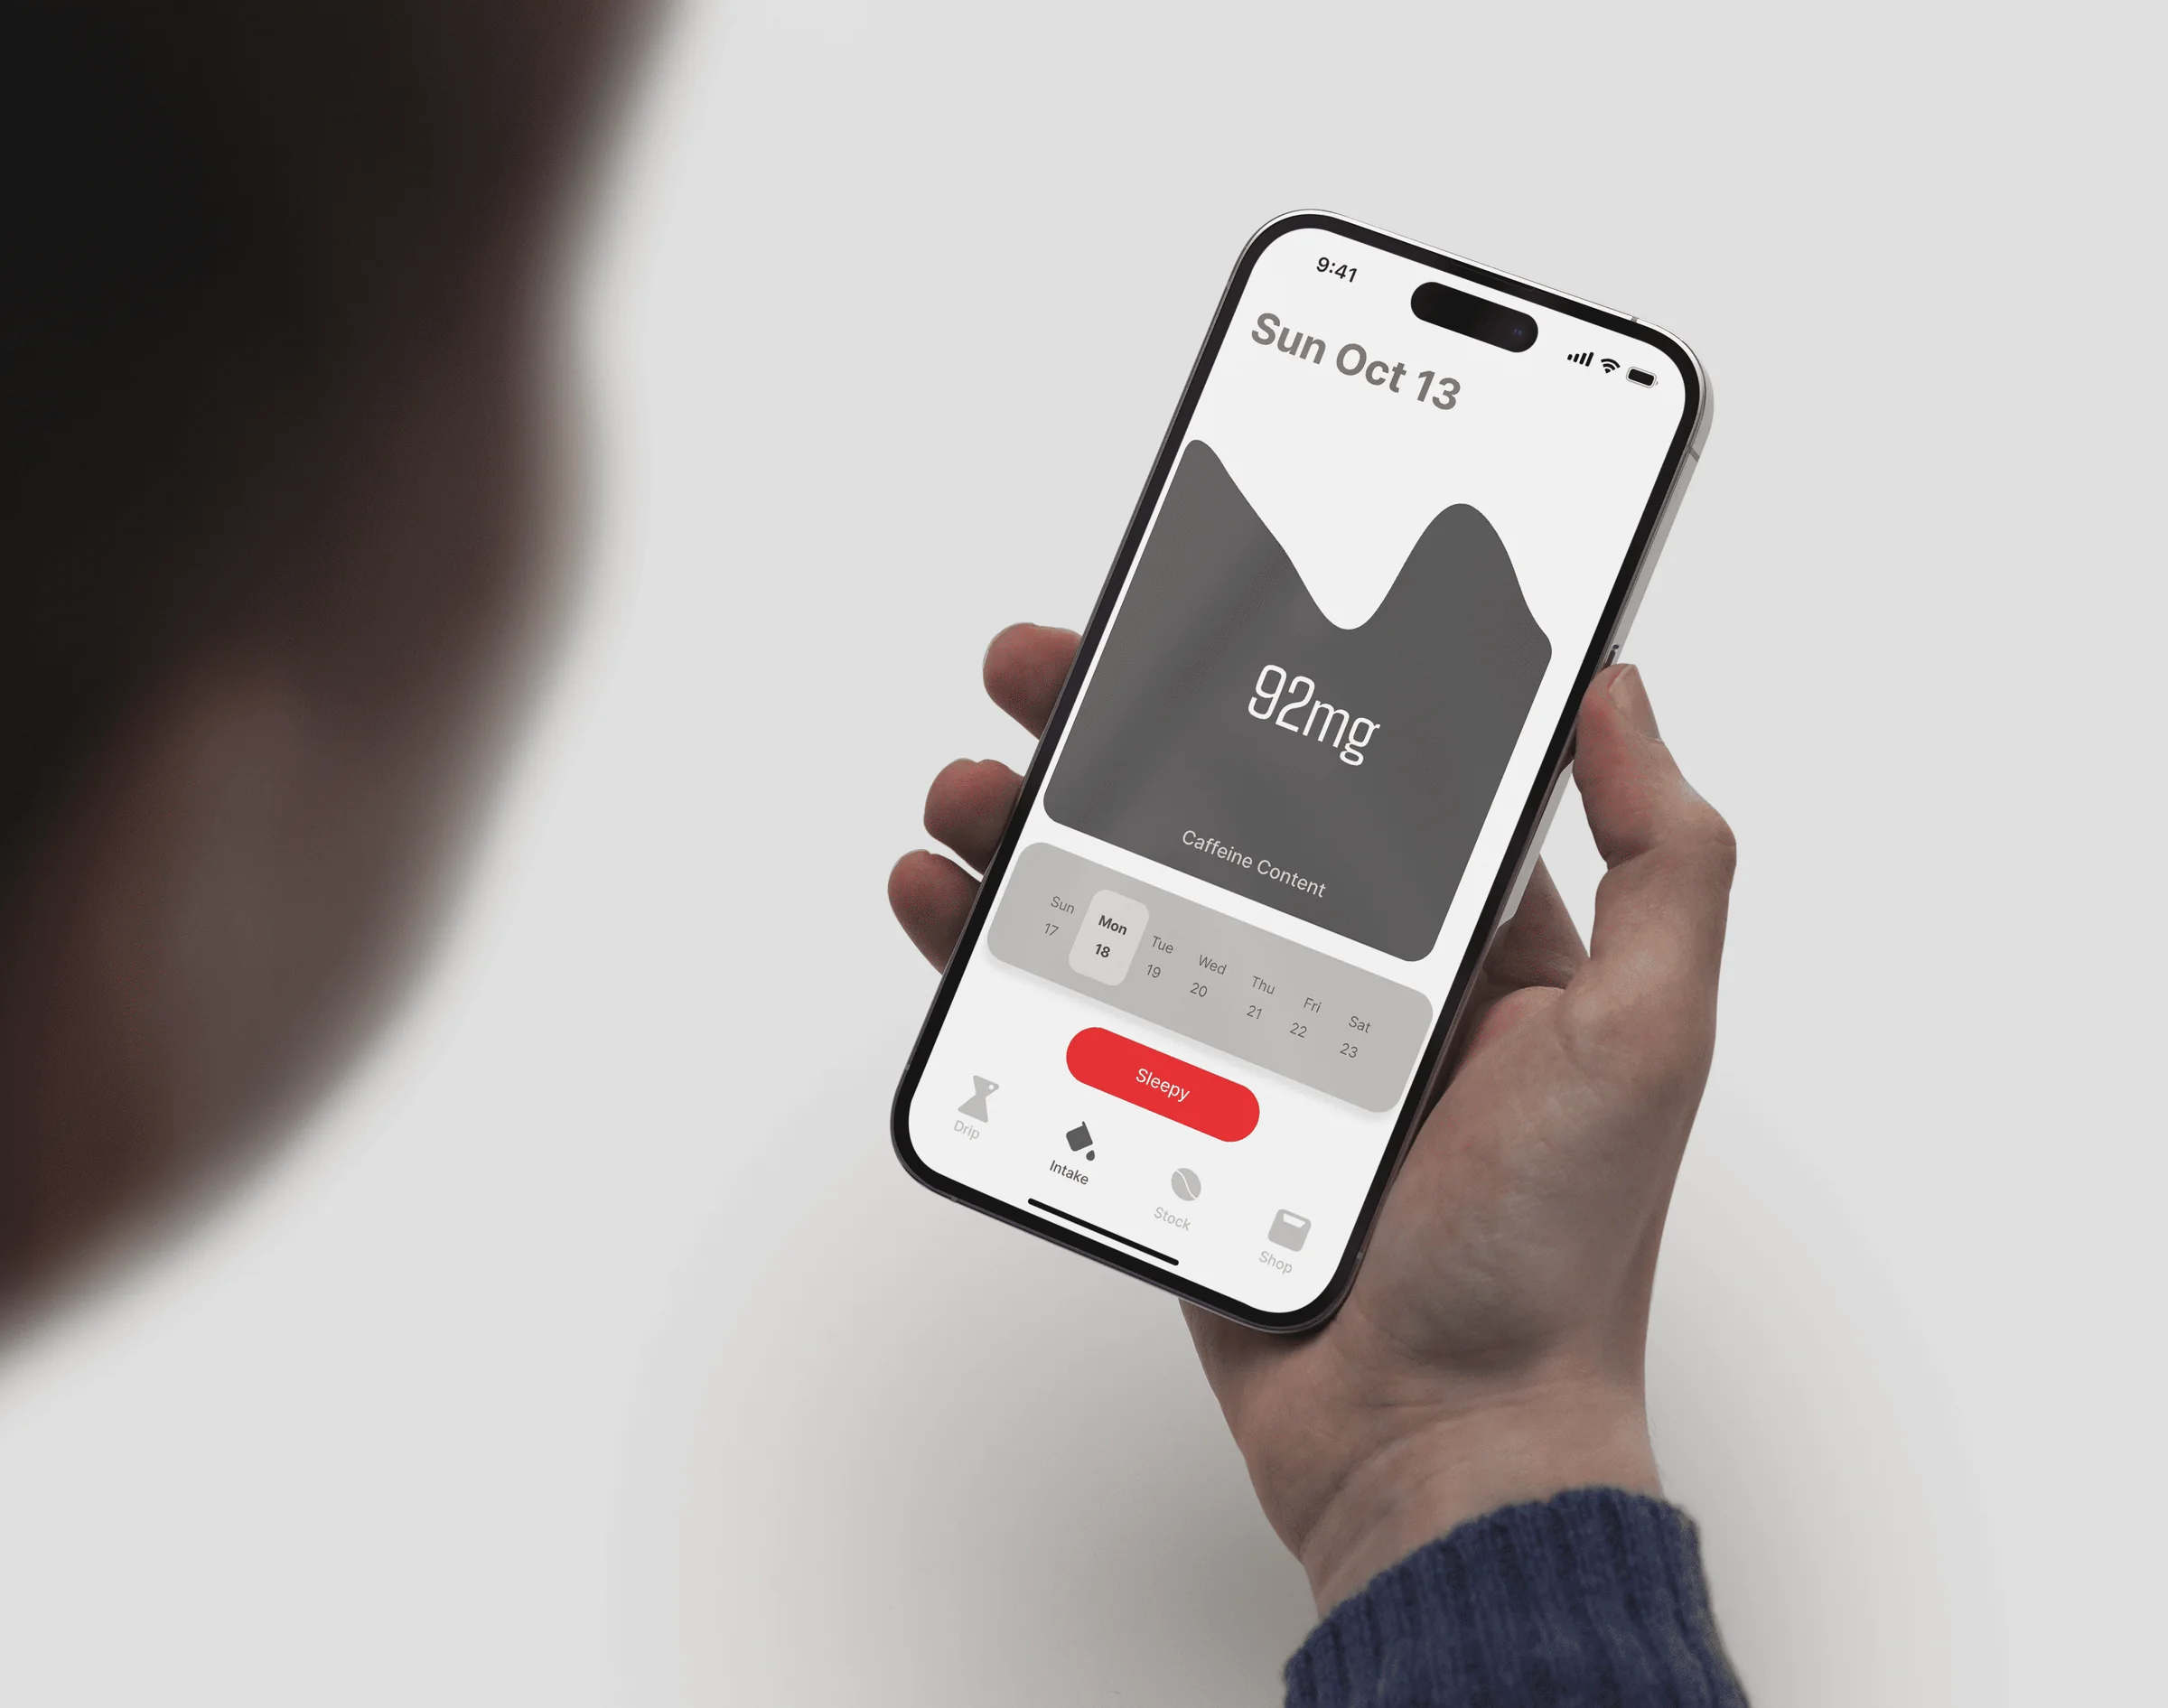 9:41
Sun Oct 13
92mg
Caffeine Content
Sun Mon Tue Wed Thu Fri Sat
17 18 19 20 21 22 23
Sleepy
Drip Intake Stock Shop